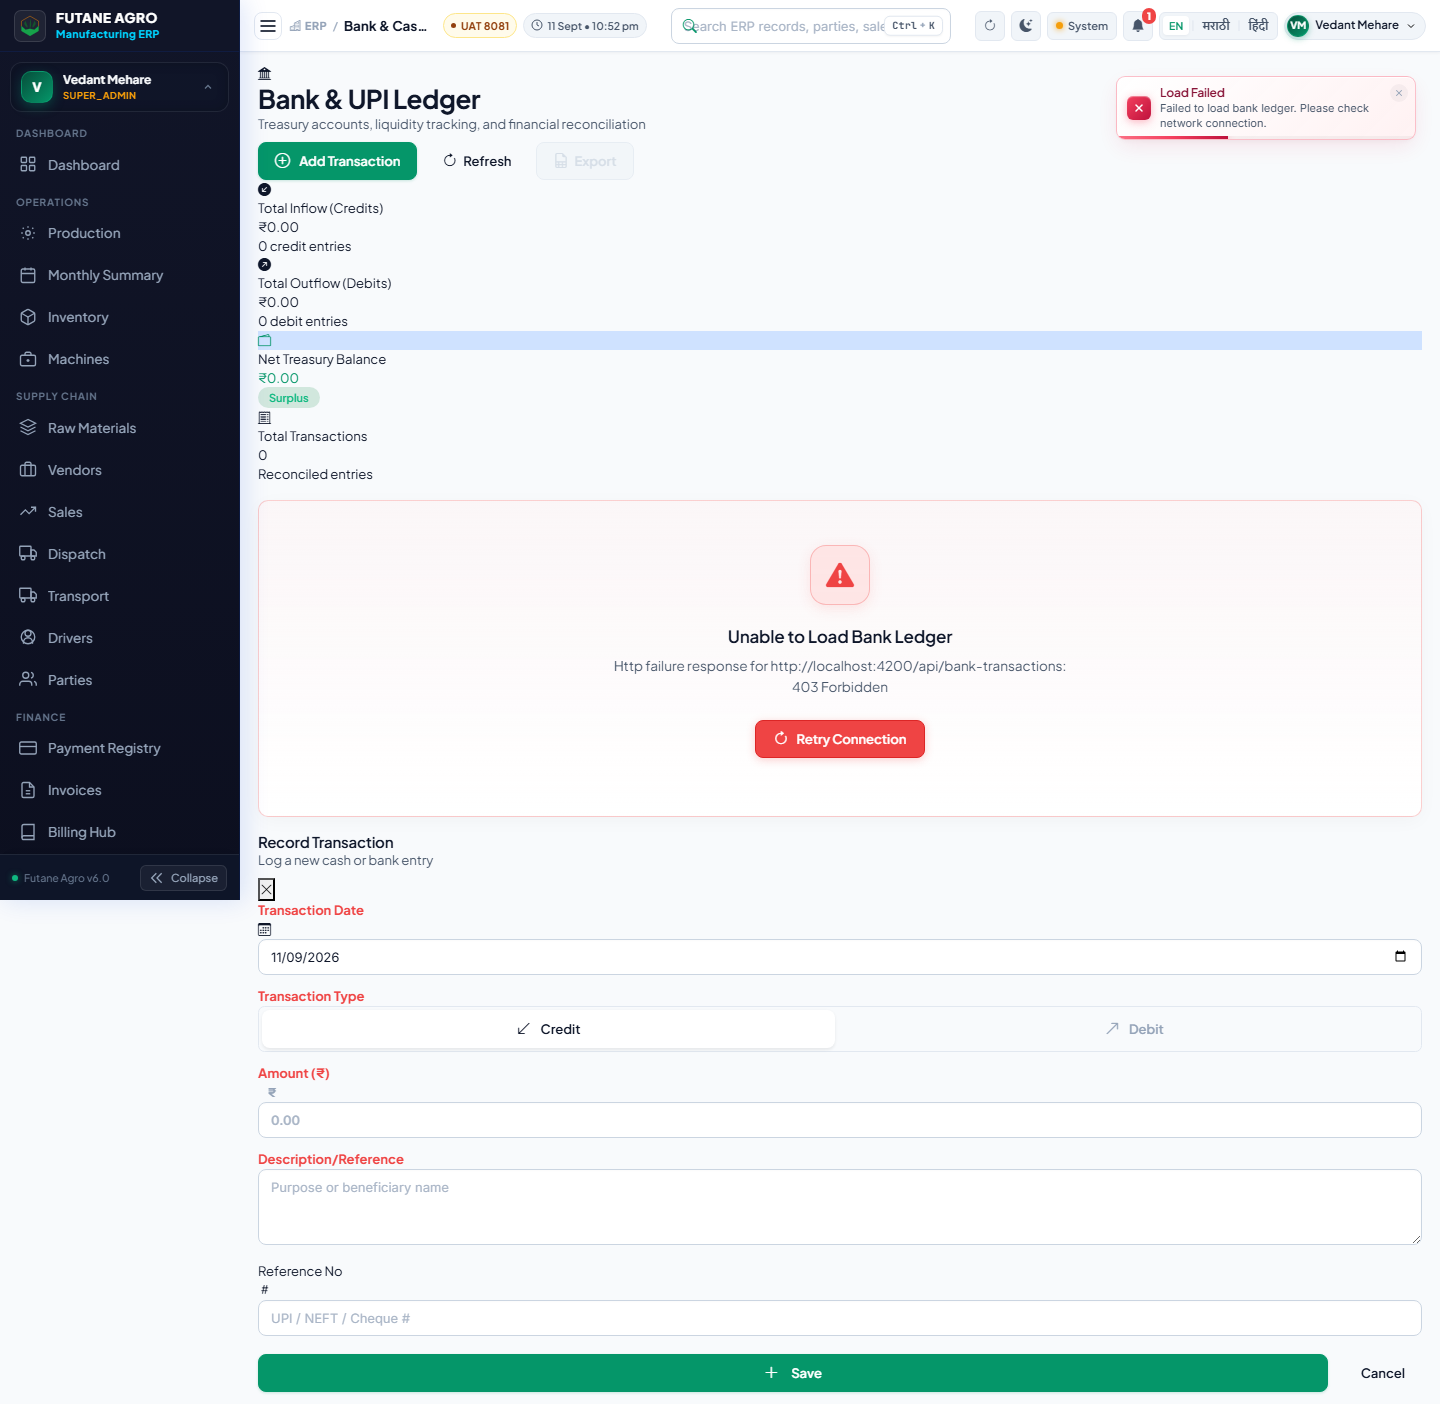 FUTANE AGRO
Manufacturing ERP
V
Vedant Mehare
SUPER_ADMIN
DASHBOARD
Dashboard
OPERATIONS
Production
Monthly Summary
Inventory
Machines
SUPPLY CHAIN
Raw Materials
Vendors
Sales
Dispatch
Transport
Drivers
Parties
FINANCE
Payment Registry
Invoices
Billing Hub
Futane Agro v6.0
Collapse
ERP / Bank & Cas...
UAT 8081
11 Sept • 10:52 pm
Search ERP records, parties, sale
Ctrl + K
System
1
EN
मराठी
हिंदी
VM
Vedant Mehare
Load Failed
Failed to load bank ledger. Please check
network connection.
Bank & UPI Ledger
Treasury accounts, liquidity tracking, and financial reconciliation
Add Transaction
Refresh
Export
Total Inflow (Credits)
₹0.00
0 credit entries
Total Outflow (Debits)
₹0.00
0 debit entries
Net Treasury Balance
₹0.00
Surplus
Total Transactions
0
Reconciled entries
Unable to Load Bank Ledger
Http failure response for http://localhost:4200/api/bank-transactions:
403 Forbidden
Retry Connection
Record Transaction
Log a new cash or bank entry
Transaction Date
11/09/2026
Transaction Type
Credit
Debit
Amount (₹)
₹
0.00
Description/Reference
Purpose or beneficiary name
Reference No
#
UPI / NEFT / Cheque #
Save
Cancel